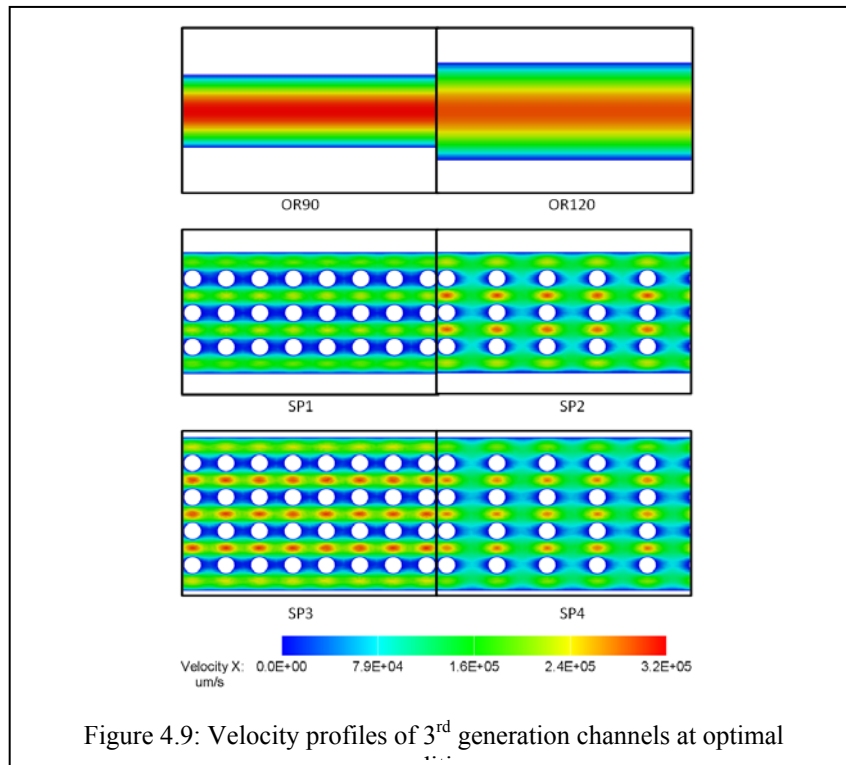 OR90 OR120
SP1 SP2
SP3 SP4
Velocity X: 0.0E+00 7.9E+04 1.6E+05 2.4E+05 3.2E+05
um/s
Figure 4.9: Velocity profiles of 3rd generation channels at optimal